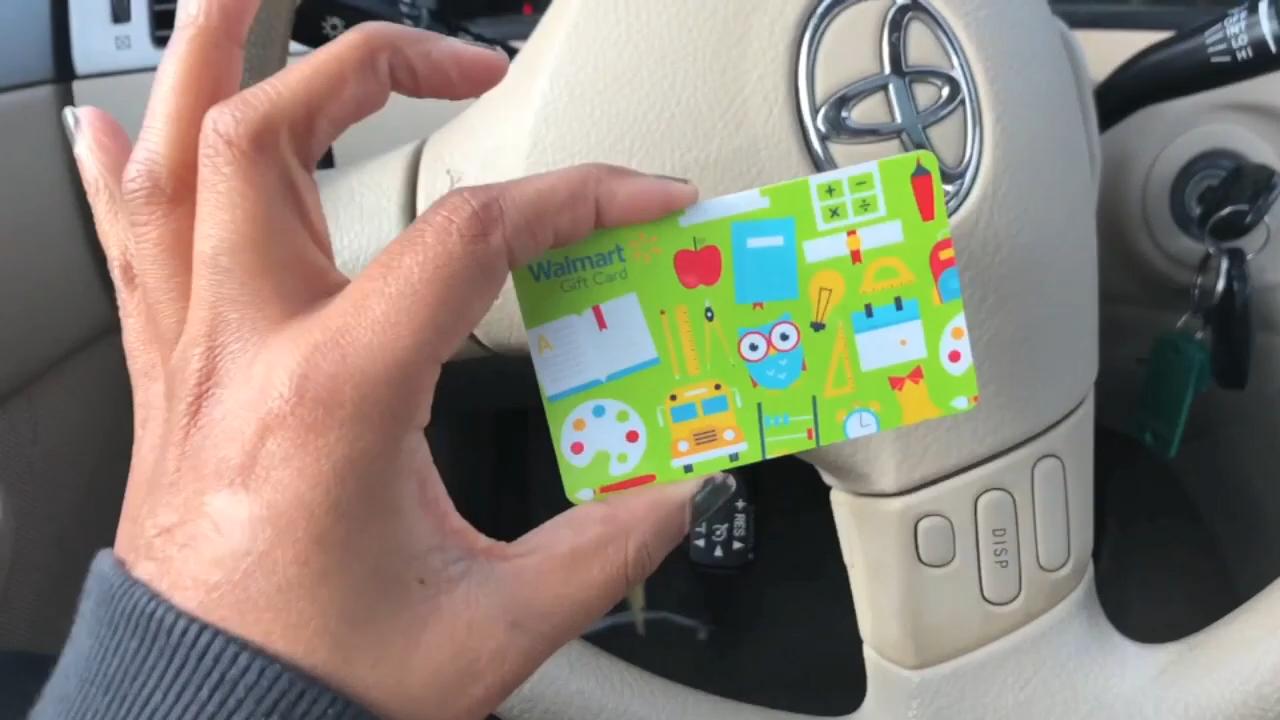 Walmart
Gift Card
A
+ −
× ÷
+ RES ▲
DISP